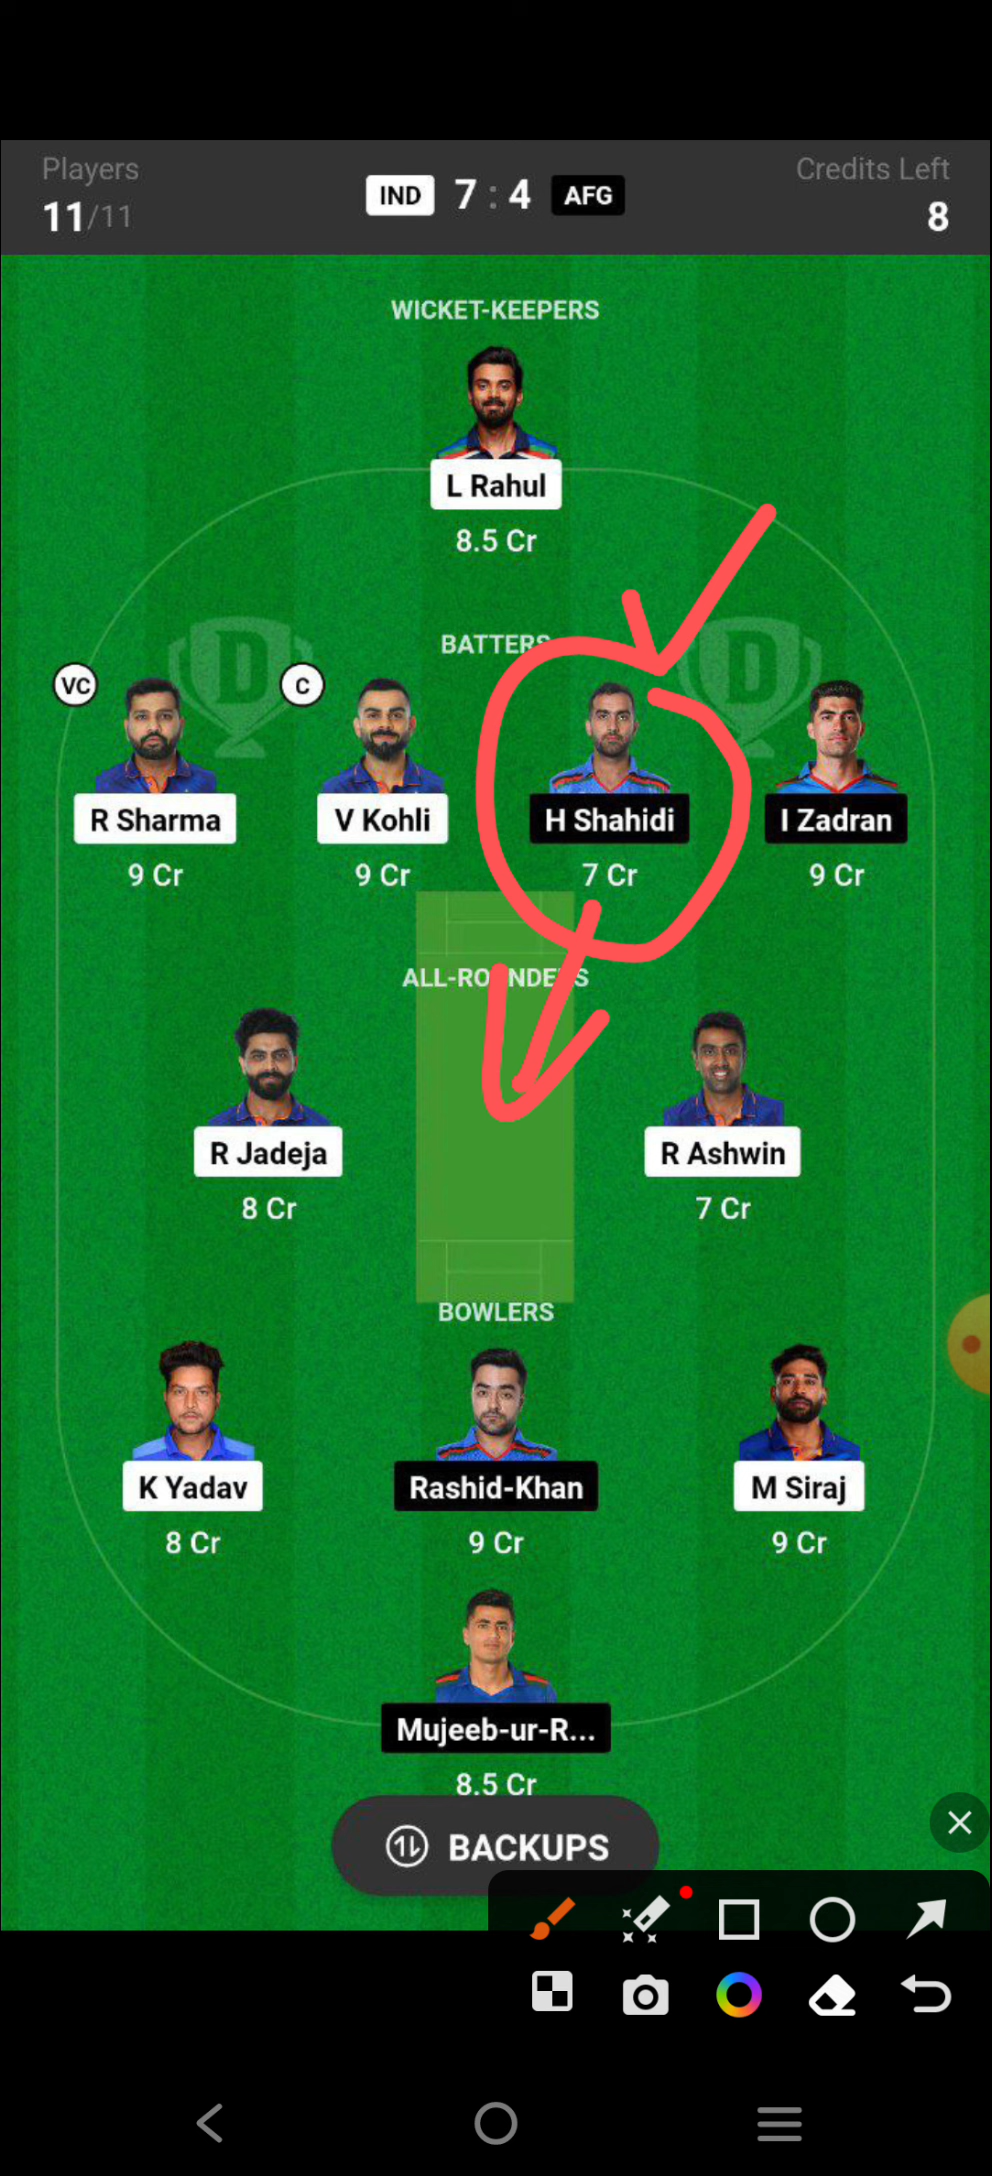 Players
11/11
IND 7 : 4 AFG
Credits Left
8
WICKET-KEEPERS
L Rahul
8.5 Cr
BATTERS
VC
C
R Sharma
V Kohli
H Shahidi
I Zadran
9 Cr
9 Cr
7 Cr
9 Cr
ALL-ROUNDERS
R Jadeja
R Ashwin
8 Cr
7 Cr
BOWLERS
K Yadav
Rashid-Khan
M Siraj
8 Cr
9 Cr
9 Cr
Mujeeb-ur-R...
8.5 Cr
BACKUPS